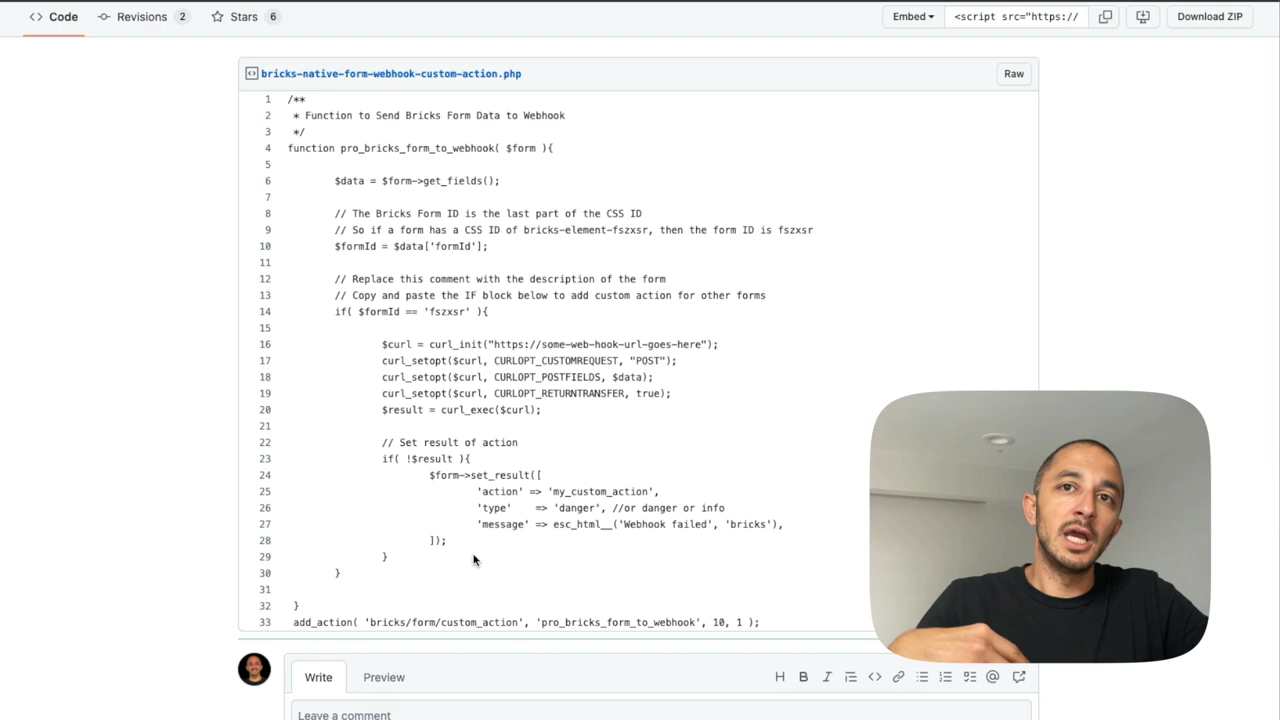 Code Revisions 2 Stars 6 Embed <script src="https:// Download ZIP
bricks-native-form-webhook-custom-action.php Raw
1 /**
2 * Function to Send Bricks Form Data to Webhook
3 */
4 function pro_bricks_form_to_webhook( $form ){
5
6 $data = $form->get_fields();
7
8 // The Bricks Form ID is the last part of the CSS ID
9 // So if a form has a CSS ID of bricks-element-fszxsr, then the form ID is fszxsr
10 $formId = $data['formId'];
11
12 // Replace this comment with the description of the form
13 // Copy and paste the IF block below to add custom action for other forms
14 if( $formId == 'fszxsr' ){
15
16 $curl = curl_init("https://some-web-hook-url-goes-here");
17 curl_setopt($curl, CURLOPT_CUSTOMREQUEST, "POST");
18 curl_setopt($curl, CURLOPT_POSTFIELDS, $data);
19 curl_setopt($curl, CURLOPT_RETURNTRANSFER, true);
20 $result = curl_exec($curl);
21
22 // Set result of action
23 if( !$result ){
24 $form->set_result([
25 'action' => 'my_custom_action',
26 'type' => 'danger', //or danger or info
27 'message' => esc_html__('Webhook failed', 'bricks'),
28 ]);
29 }
30 }
31
32 }
33 add_action( 'bricks/form/custom_action', 'pro_bricks_form_to_webhook', 10, 1 );
Write Preview H B I @
Leave a comment